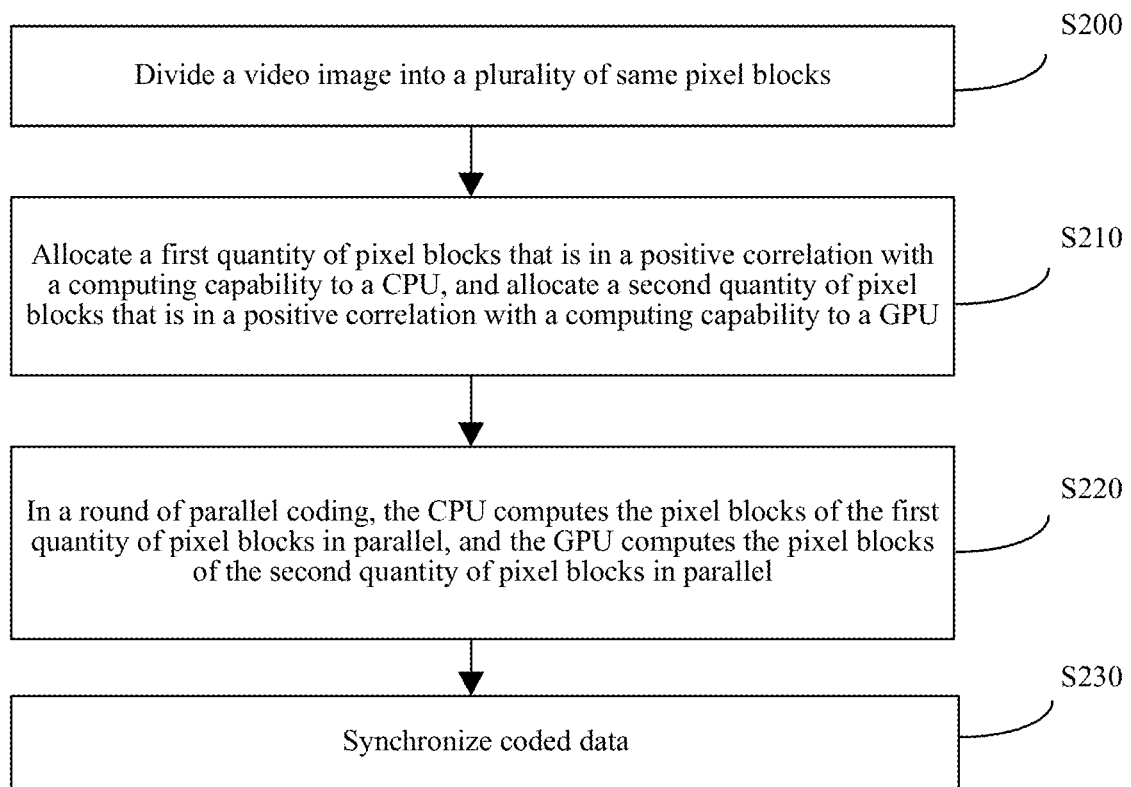 S200
Divide a video image into a plurality of same pixel blocks
S210
Allocate a first quantity of pixel blocks that is in a positive correlation with
a computing capability to a CPU, and allocate a second quantity of pixel
blocks that is in a positive correlation with a computing capability to a GPU
S220
In a round of parallel coding, the CPU computes the pixel blocks of the first
quantity of pixel blocks in parallel, and the GPU computes the pixel blocks
of the second quantity of pixel blocks in parallel
S230
Synchronize coded data